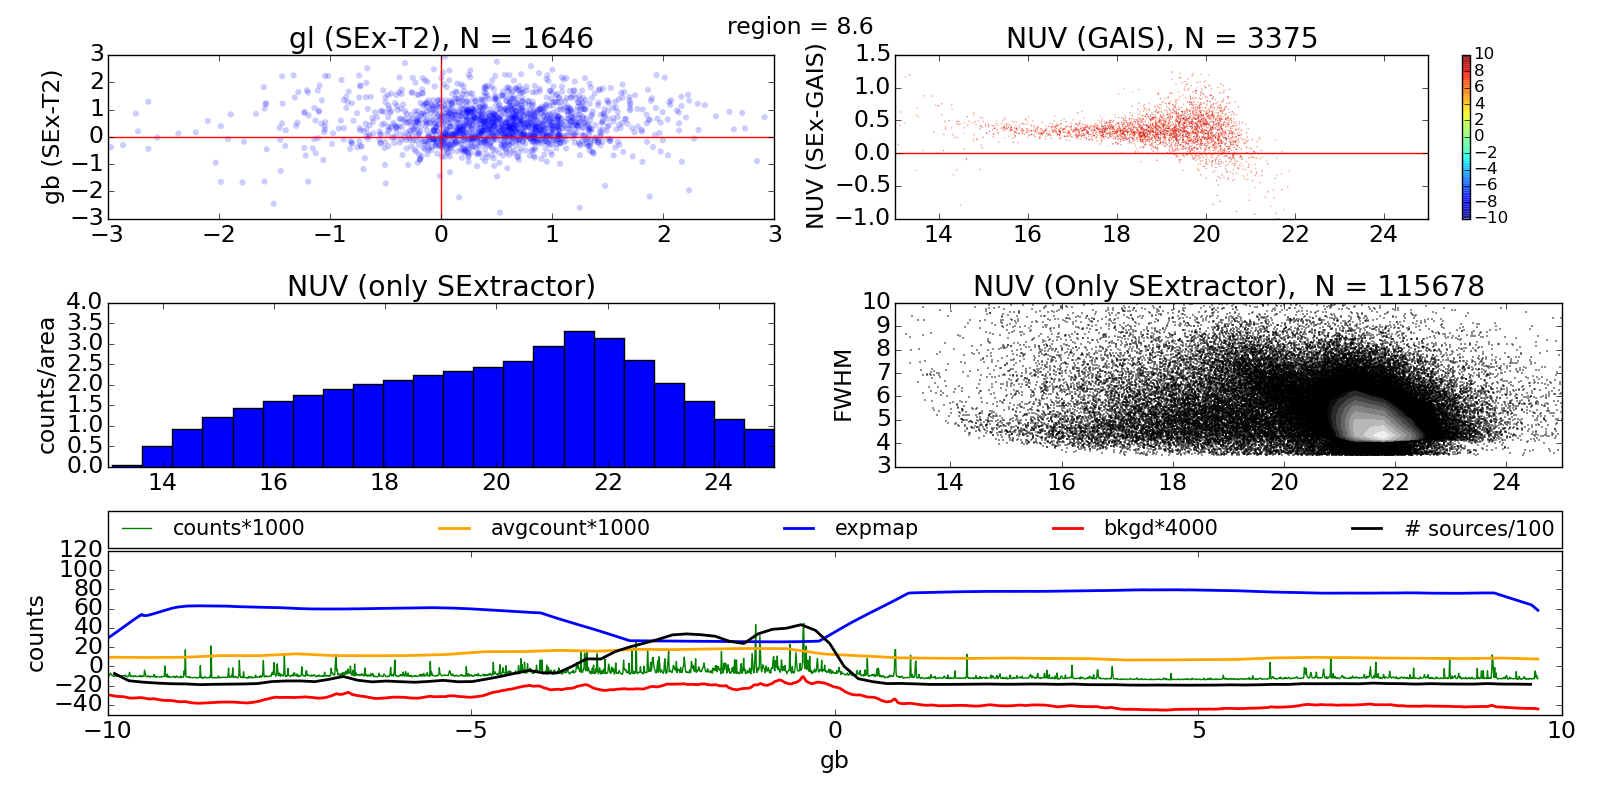 region = 8.6
gl (SEx-T2), N = 1646
NUV (GAIS), N = 3375
gb (SEx-T2)
3
2
1
0
−1
−2
−3
−3 −2 −1 0 1 2 3
NUV (SEx-GAIS)
1.5
1.0
0.5
0.0
−0.5
−1.0
14 16 18 20 22 24
10
8
6
4
2
0
−2
−4
−6
−8
−10
NUV (only SExtractor)
counts/area
4.0
3.5
3.0
2.5
2.0
1.5
1.0
0.5
0.0
14 16 18 20 22 24
NUV (Only SExtractor), N = 115678
FWHM
10
9
8
7
6
5
4
3
14 16 18 20 22 24
counts*1000 avgcount*1000 expmap bkgd*4000 # sources/100
counts
120
100
80
60
40
20
0
−20
−40
−10 −5 0 5 10
gb